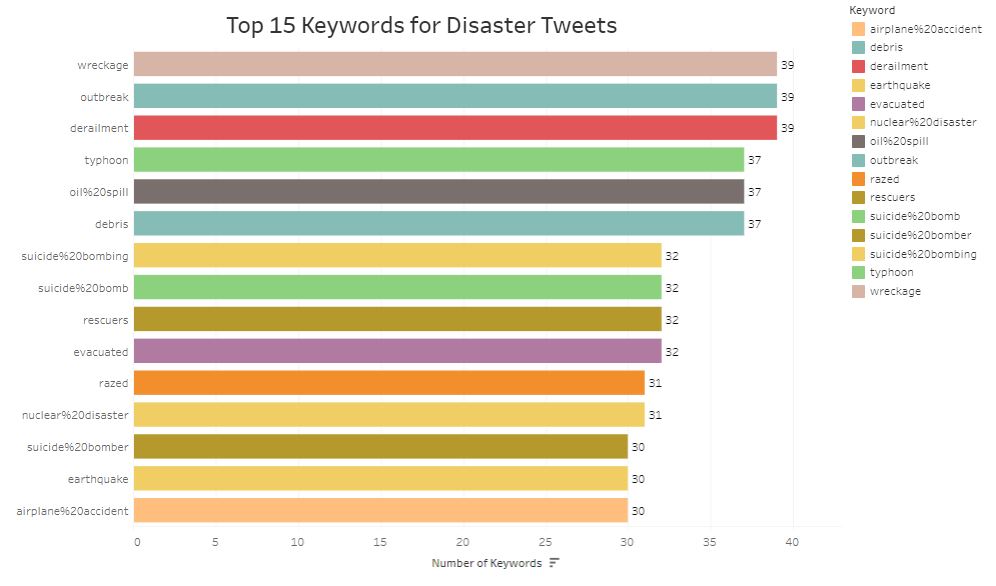 Top 15 Keywords for Disaster Tweets
wreckage 39
outbreak 39
derailment 39
typhoon 37
oil%20spill 37
debris 37
suicide%20bombing 32
suicide%20bomb 32
rescuers 32
evacuated 32
razed 31
nuclear%20disaster 31
suicide%20bomber 30
earthquake 30
airplane%20accident 30
0 5 10 15 20 25 30 35 40
Number of Keywords
Keyword
airplane%20accident
debris
derailment
earthquake
evacuated
nuclear%20disaster
oil%20spill
outbreak
razed
rescuers
suicide%20bomb
suicide%20bomber
suicide%20bombing
typhoon
wreckage